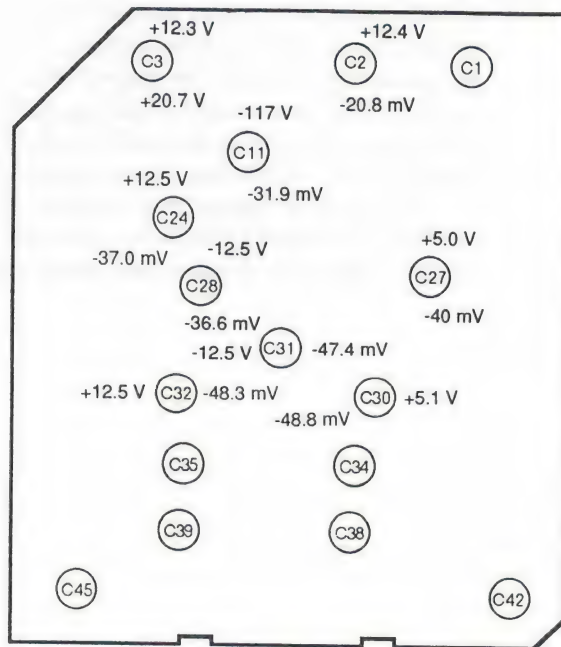 +12.3 V
+12.4 V
C3
C2
C1
+20.7 V
-20.8 mV
-117 V
C11
-31.9 mV
+12.5 V
C24
-37.0 mV
-12.5 V
C28
-36.6 mV
+5.0 V
C27
-40 mV
-12.5 V
C31
-47.4 mV
+12.5 V
C32
-48.3 mV
C30
+5.1 V
-48.8 mV
C35
C34
C39
C38
C45
C42